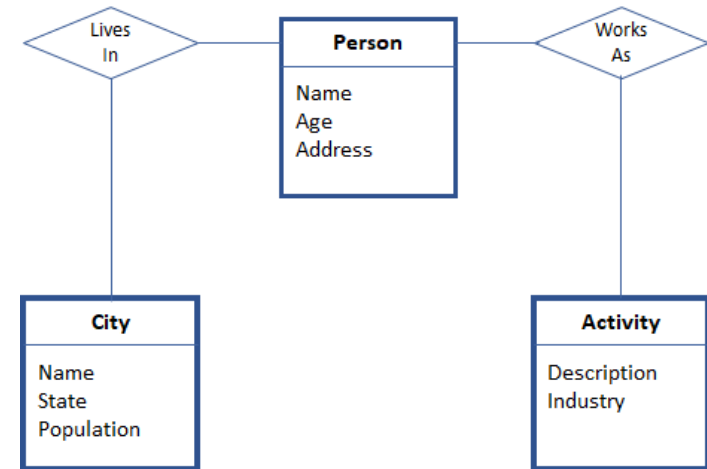 Lives
In
Person
Name
Age
Address
Works
As
City
Name
State
Population
Activity
Description
Industry